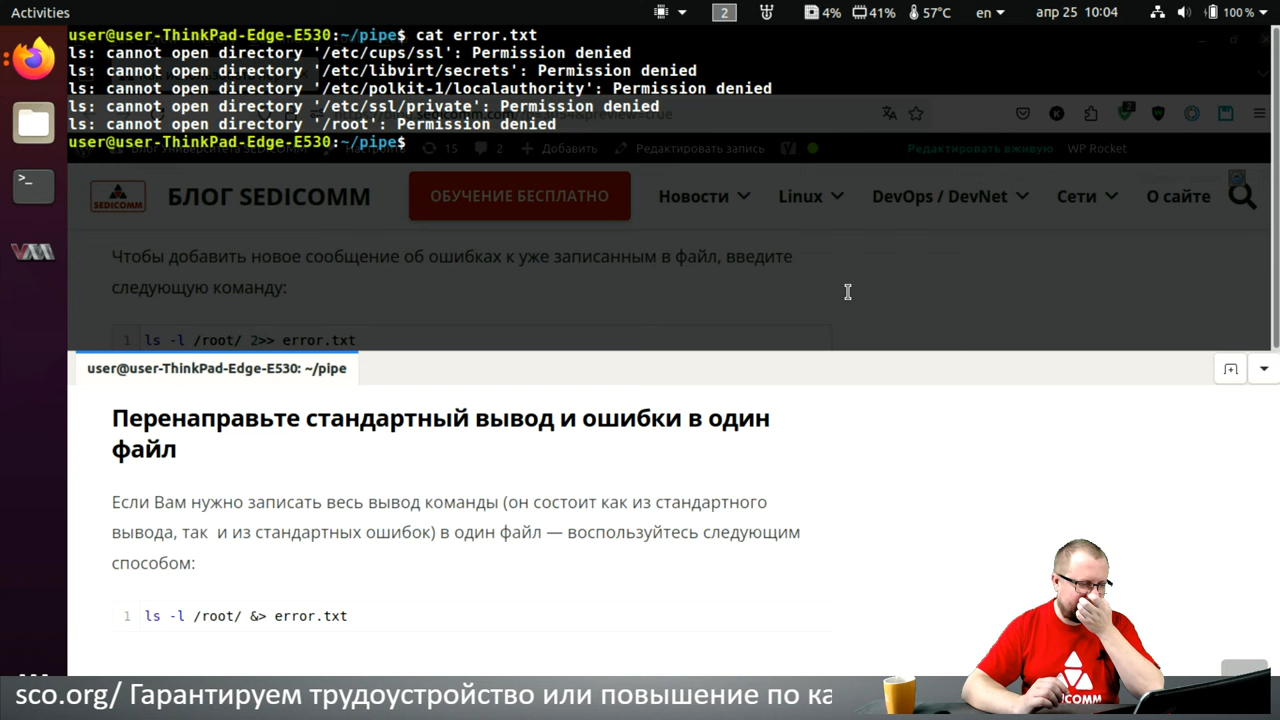 Activities
2
4%
41%
57°C
en
апр 25 10:04
100 %
user@user-ThinkPad-Edge-E530:~/pipe$ cat error.txt
ls: cannot open directory '/etc/cups/ssl': Permission denied
ls: cannot open directory '/etc/libvirt/secrets': Permission denied
ls: cannot open directory '/etc/polkit-1/localauthority': Permission denied
ls: cannot open directory '/etc/ssl/private': Permission denied
ls: cannot open directory '/root': Permission denied
user@user-ThinkPad-Edge-E530:~/pipe$
15
2
Добавить
Редактировать запись
Редактировать вживую
WP Rocket
SEDICOMM
БЛОГ SEDICOMM
ОБУЧЕНИЕ БЕСПЛАТНО
Новости
Linux
DevOps / DevNet
Сети
О сайте
Чтобы добавить новое сообщение об ошибках к уже записанным в файл, введите
следующую команду:
1 ls -l /root/ 2>> error.txt
user@user-ThinkPad-Edge-E530: ~/pipe
Перенаправьте стандартный вывод и ошибки в один
файл
Если Вам нужно записать весь вывод команды (он состоит как из стандартного
вывода, так и из стандартных ошибок) в один файл — воспользуйтесь следующим
способом:
1 ls -l /root/ &> error.txt
sco.org/ Гарантируем трудоустройство или повышение по ка